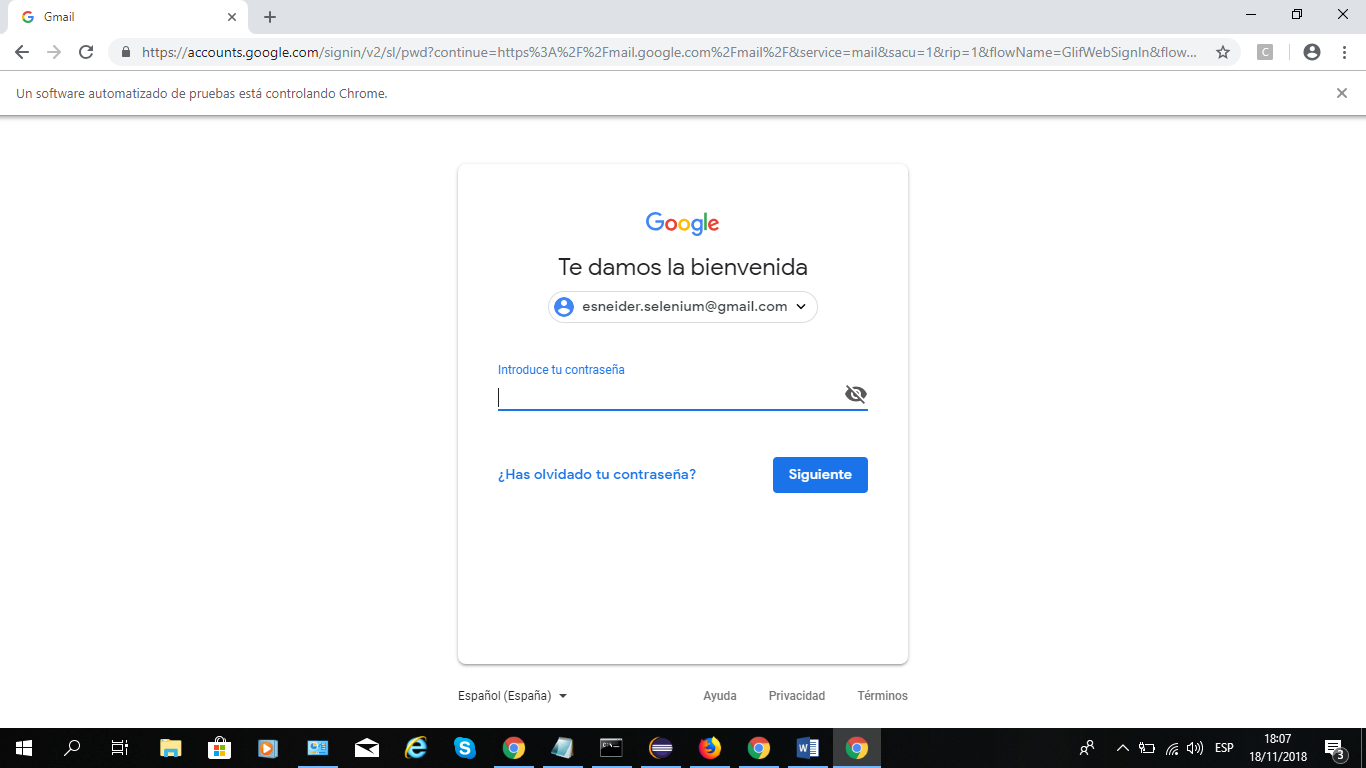 Gmail
https://accounts.google.com/signin/v2/sl/pwd?continue=https%3A%2F%2Fmail.google.com%2Fmail%2F&service=mail&sacu=1&rip=1&flowName=GlifWebSignIn&flow...
C
Un software automatizado de pruebas está controlando Chrome.
Google
Te damos la bienvenida
esneider.selenium@gmail.com
Introduce tu contraseña
¿Has olvidado tu contraseña?
Siguiente
Español (España)
Ayuda
Privacidad
Términos
ESP
18:07
18/11/2018
3